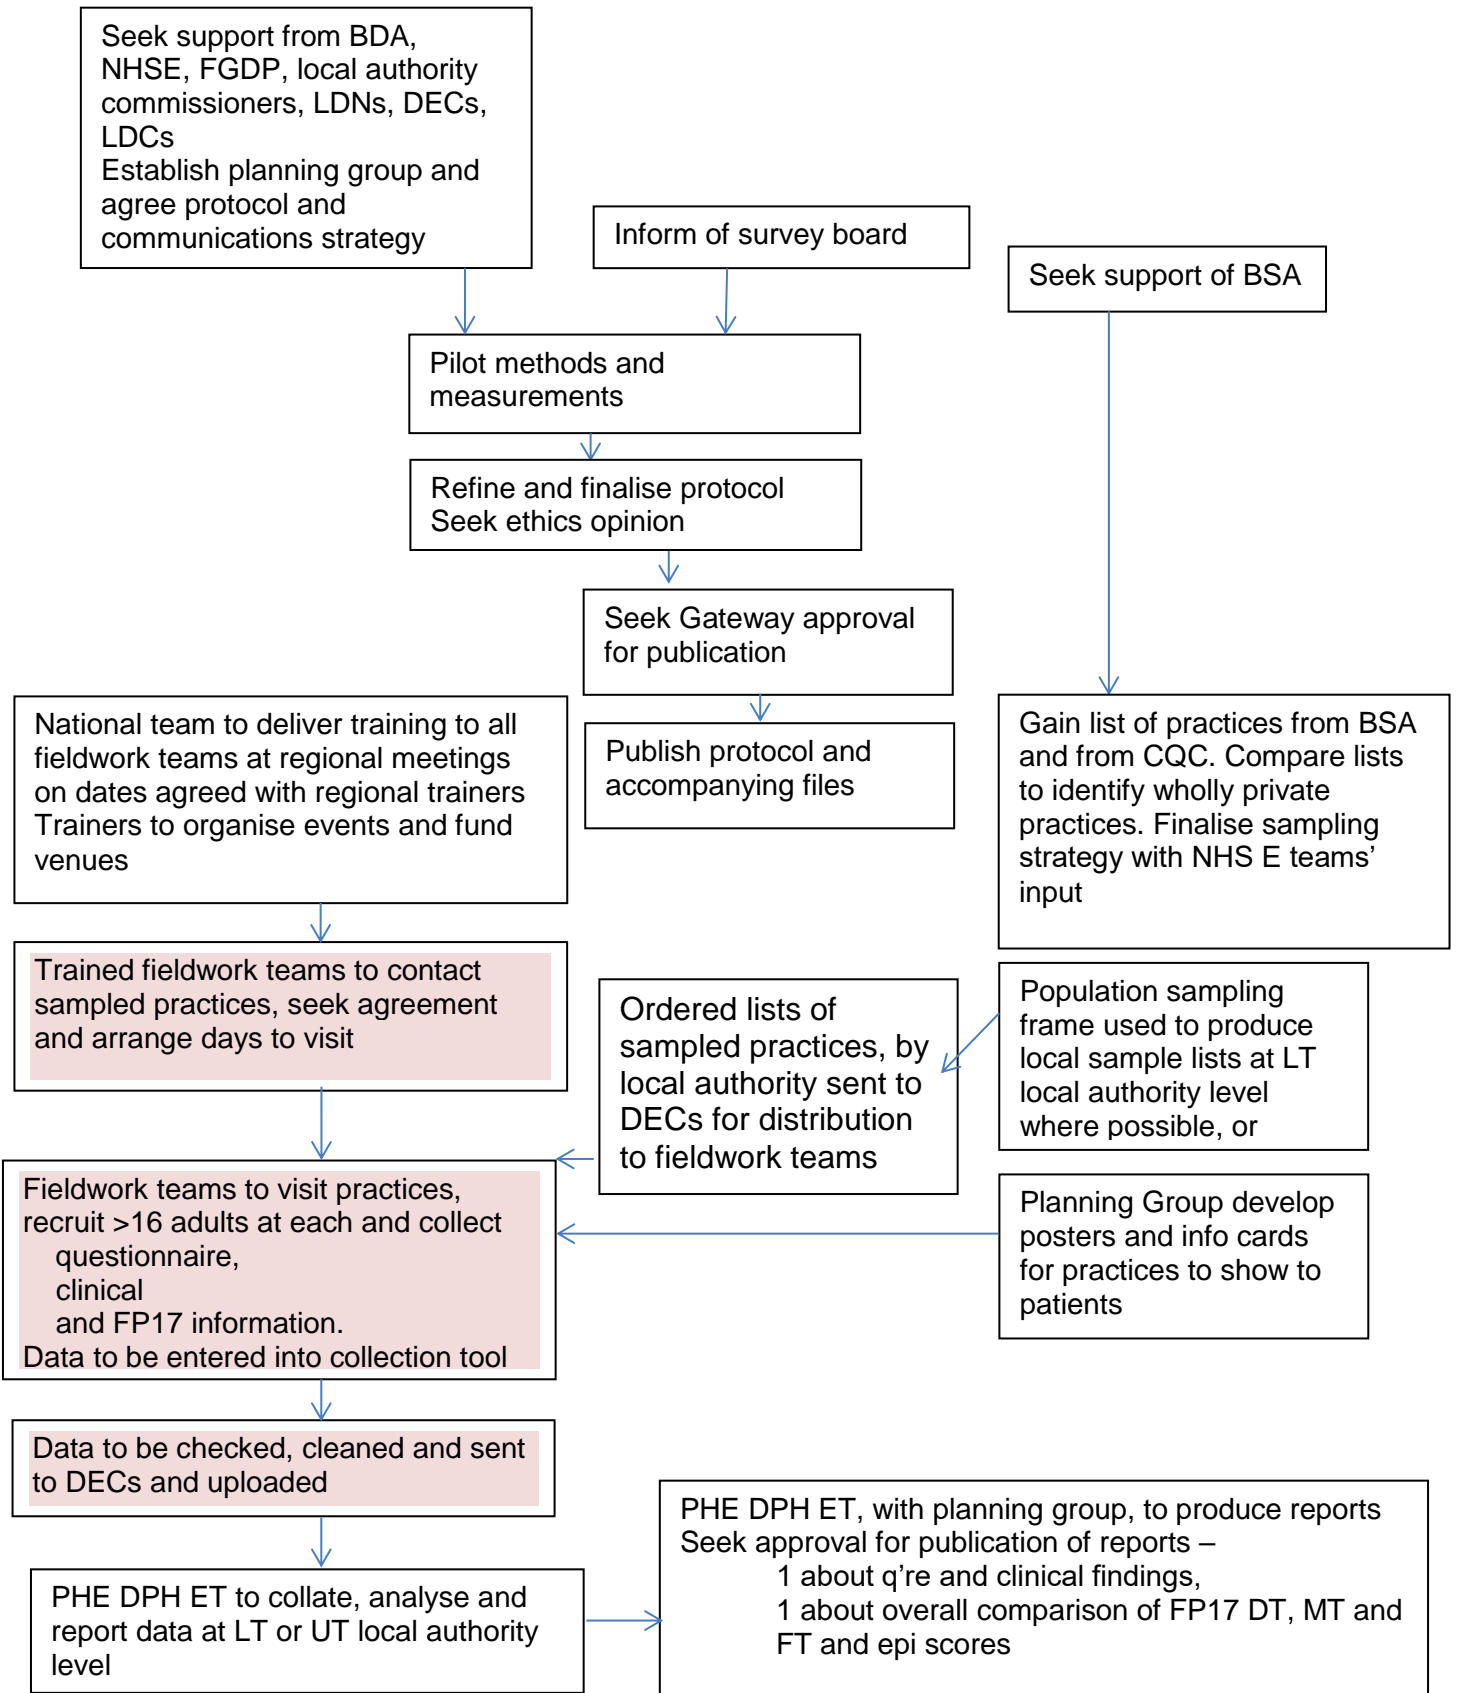 Seek support from BDA,
NHSE, FGDP, local authority
commissioners, LDNs, DECs,
LDCs
Establish planning group and
agree protocol and
communications strategy
Inform of survey board
Seek support of BSA
Pilot methods and
measurements
Refine and finalise protocol
Seek ethics opinion
Seek Gateway approval
for publication
Publish protocol and
accompanying files
National team to deliver training to all
fieldwork teams at regional meetings
on dates agreed with regional trainers
Trainers to organise events and fund
venues
Gain list of practices from BSA
and from CQC. Compare lists
to identify wholly private
practices. Finalise sampling
strategy with NHS E teams’
input
Trained fieldwork teams to contact
sampled practices, seek agreement
and arrange days to visit
Ordered lists of
sampled practices, by
local authority sent to
DECs for distribution
to fieldwork teams
Population sampling
frame used to produce
local sample lists at LT
local authority level
where possible, or
Fieldwork teams to visit practices,
recruit >16 adults at each and collect
questionnaire,
clinical
and FP17 information.
Data to be entered into collection tool
Planning Group develop
posters and info cards
for practices to show to
patients
Data to be checked, cleaned and sent
to DECs and uploaded
PHE DPH ET to collate, analyse and
report data at LT or UT local authority
level
PHE DPH ET, with planning group, to produce reports
Seek approval for publication of reports –
1 about q’re and clinical findings,
1 about overall comparison of FP17 DT, MT and
FT and epi scores